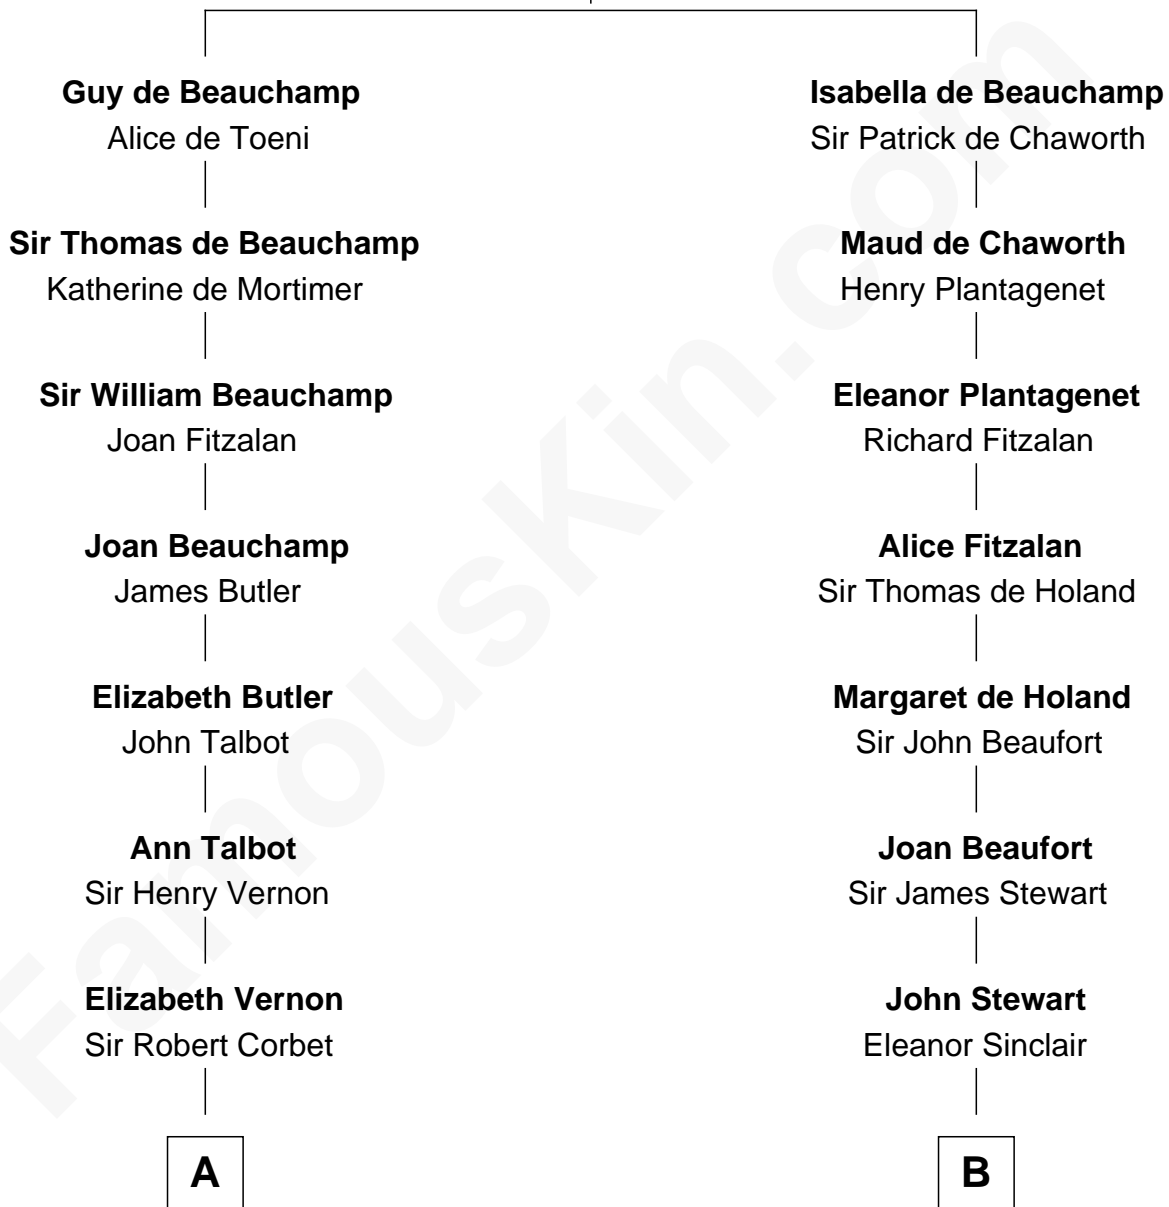 Guy de Beauchamp
Alice de Toeni
Sir Thomas de Beauchamp
Katherine de Mortimer
Sir William Beauchamp
Joan Fitzalan
Joan Beauchamp
James Butler
Elizabeth Butler
John Talbot
Ann Talbot
Sir Henry Vernon
Elizabeth Vernon
Sir Robert Corbet
A
Isabella de Beauchamp
Sir Patrick de Chaworth
Maud de Chaworth
Henry Plantagenet
Eleanor Plantagenet
Richard Fitzalan
Alice Fitzalan
Sir Thomas de Holand
Margaret de Holand
Sir John Beaufort
Joan Beaufort
Sir James Stewart
John Stewart
Eleanor Sinclair
B
FamousKin.com